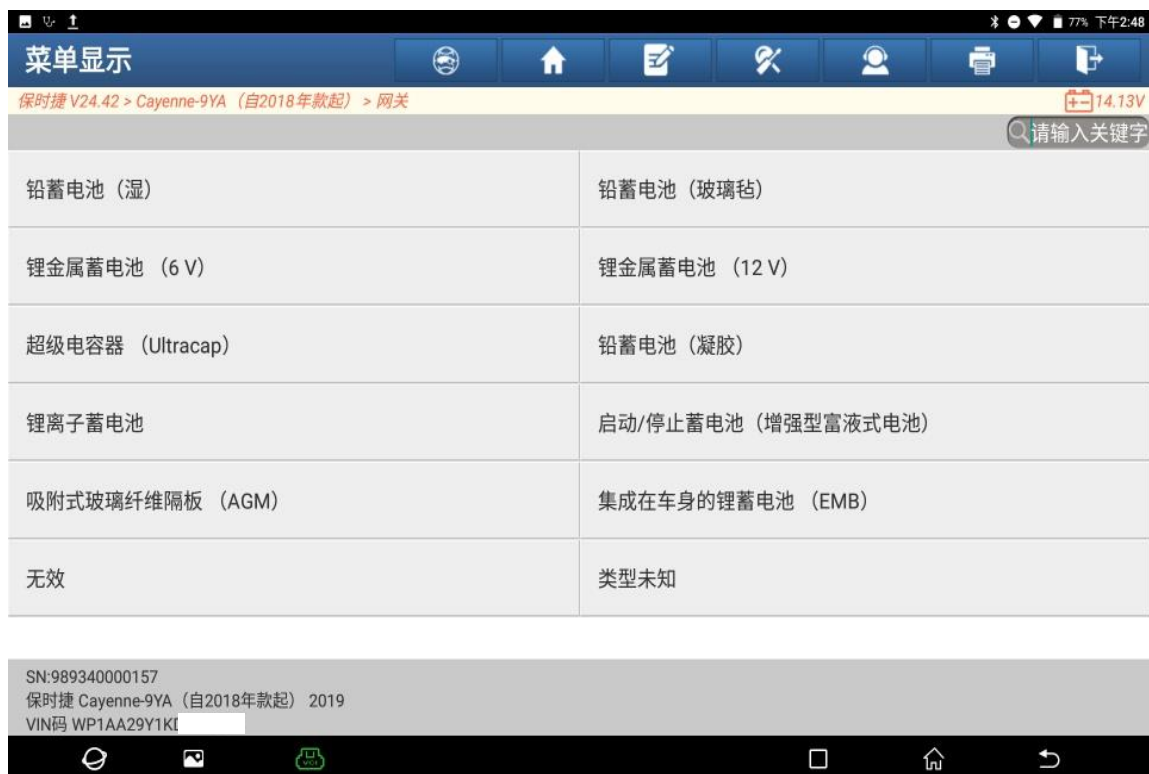 77% 下午2:48
菜单显示
保时捷 V24.42 > Cayenne-9YA（自2018年款起） > 网关
14.13V
请输入关键字
铅蓄电池（湿）
铅蓄电池（玻璃毡）
锂金属蓄电池 （6 V）
锂金属蓄电池 （12 V）
超级电容器 （Ultracap）
铅蓄电池（凝胶）
锂离子蓄电池
启动/停止蓄电池（增强型富液式电池）
吸附式玻璃纤维隔板 （AGM）
集成在车身的锂蓄电池 （EMB）
无效
类型未知
SN:989340000157
保时捷 Cayenne-9YA（自2018年款起） 2019
VIN码 WP1AA29Y1K
VCI